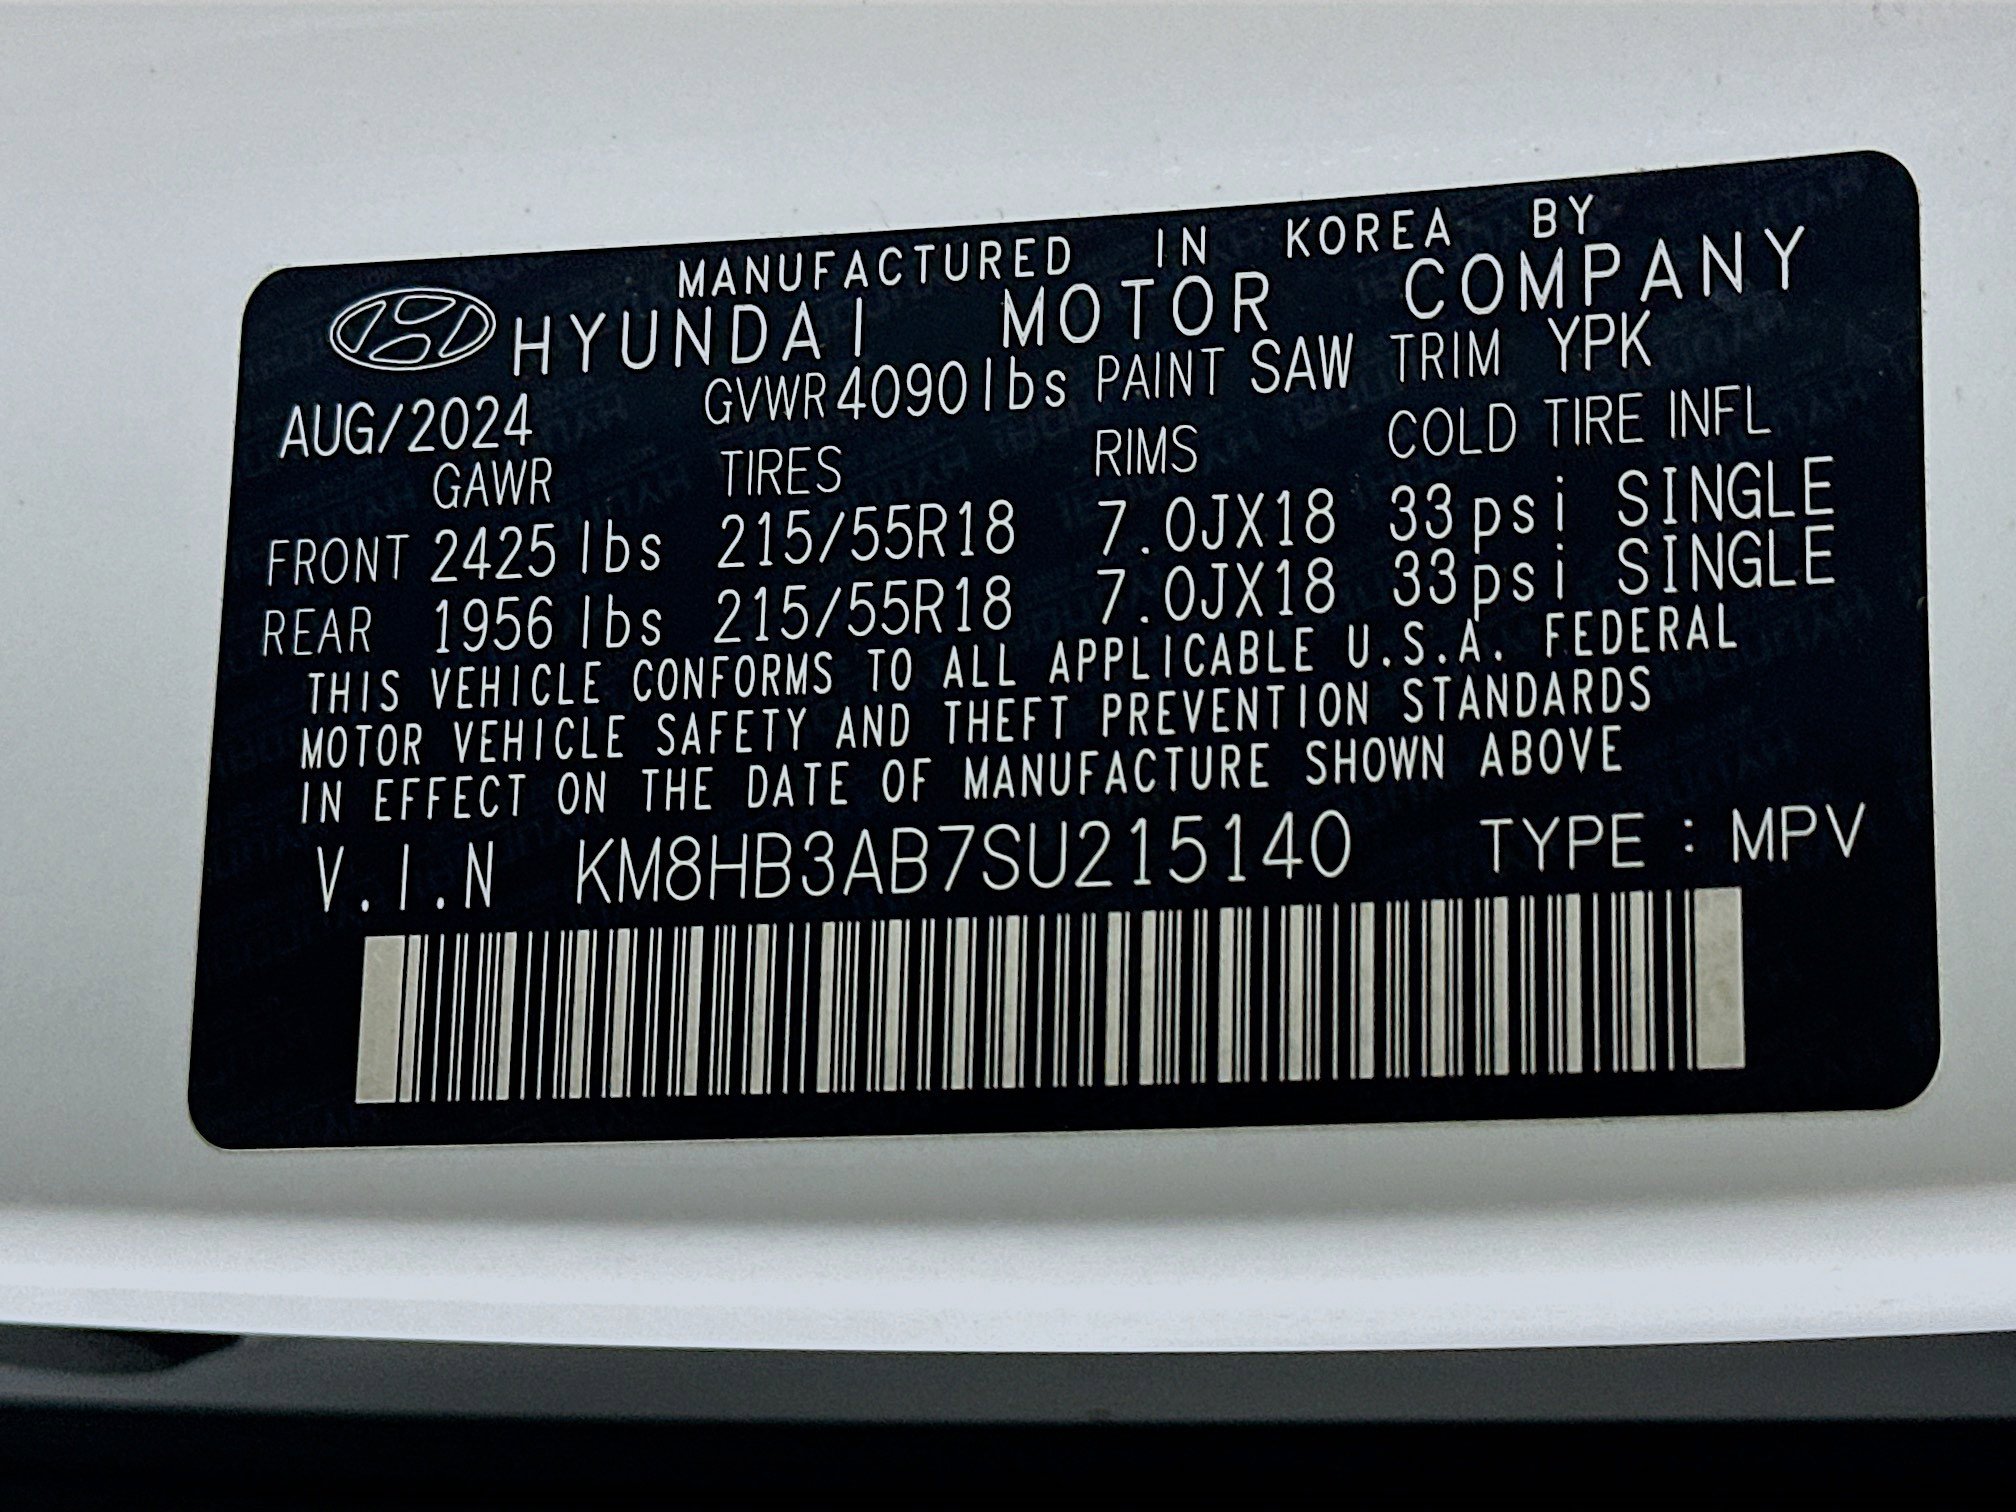 MANUFACTURED IN KOREA BY
HYUNDAI MOTOR COMPANY
AUG/2024 GVWR 4090lbs PAINT SAW TRIM YPK
GAWR TIRES RIMS COLD TIRE INFL
FRONT 2425 lbs 215/55R18 7.0JX18 33psi SINGLE
REAR 1956 lbs 215/55R18 7.0JX18 33psi SINGLE
THIS VEHICLE CONFORMS TO ALL APPLICABLE U.S.A. FEDERAL
MOTOR VEHICLE SAFETY AND THEFT PREVENTION STANDARDS
IN EFFECT ON THE DATE OF MANUFACTURE SHOWN ABOVE
V.I.N KM8HB3AB7SU215140 TYPE : MPV